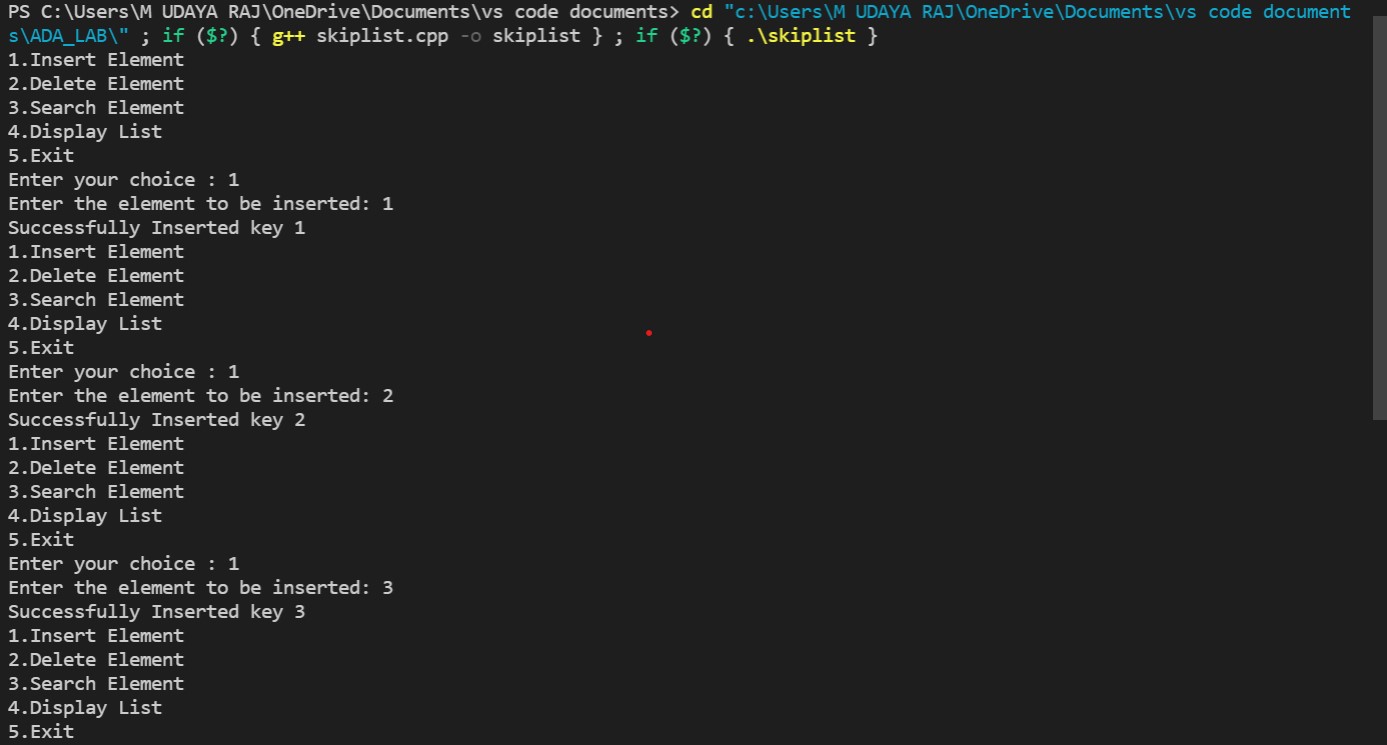 PS C:\Users\M UDAYA RAJ\OneDrive\Documents\vs code documents> cd "c:\Users\M UDAYA RAJ\OneDrive\Documents\vs code document
s\ADA_LAB\" ; if ($?) { g++ skiplist.cpp -o skiplist } ; if ($?) { .\skiplist }
1.Insert Element
2.Delete Element
3.Search Element
4.Display List
5.Exit
Enter your choice : 1
Enter the element to be inserted: 1
Successfully Inserted key 1
1.Insert Element
2.Delete Element
3.Search Element
4.Display List
5.Exit
Enter your choice : 1
Enter the element to be inserted: 2
Successfully Inserted key 2
1.Insert Element
2.Delete Element
3.Search Element
4.Display List
5.Exit
Enter your choice : 1
Enter the element to be inserted: 3
Successfully Inserted key 3
1.Insert Element
2.Delete Element
3.Search Element
4.Display List
5.Exit